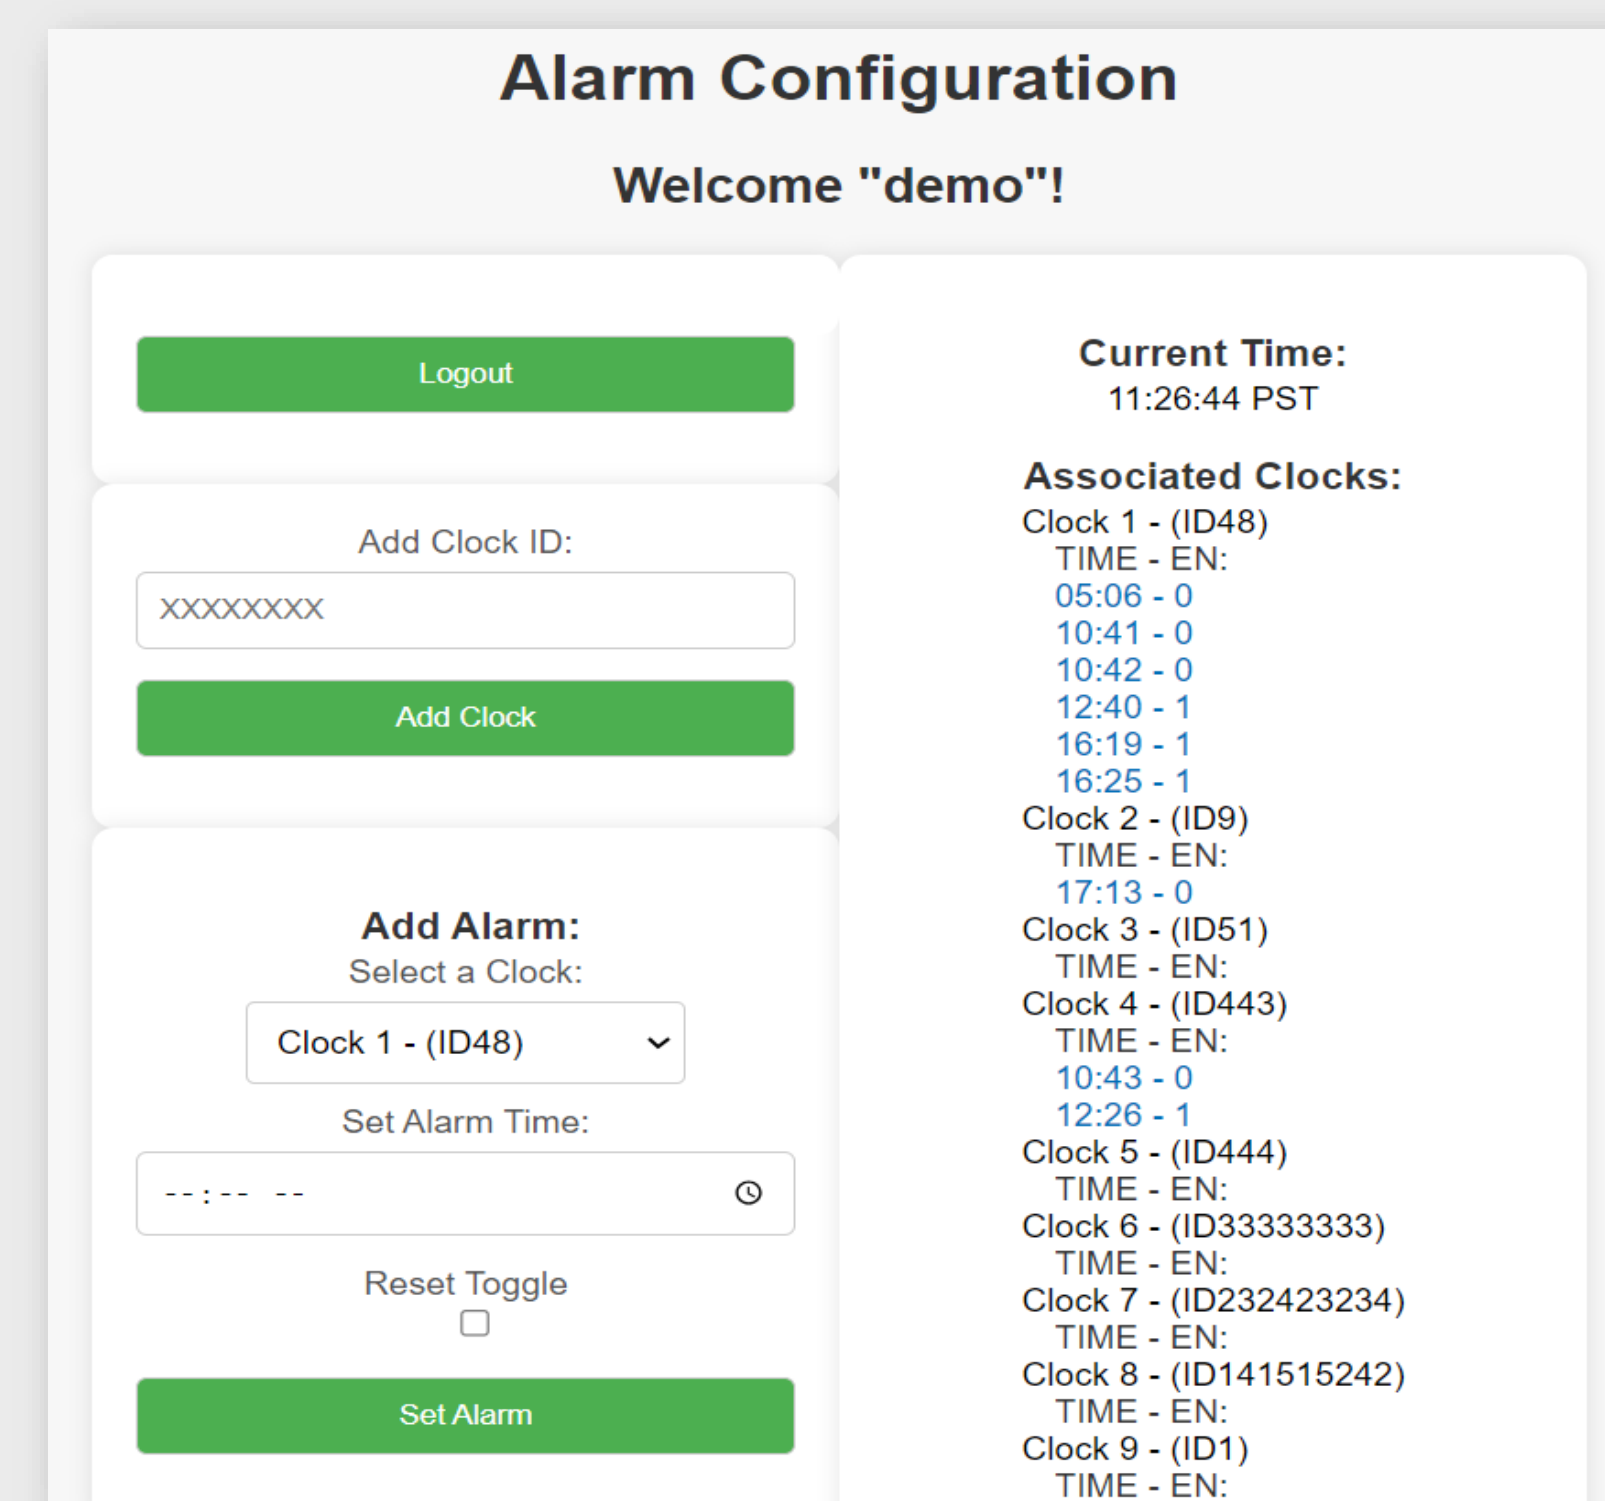 Alarm Configuration
Welcome "demo"!
Logout
Add Clock ID:
XXXXXXXX
Add Clock
Add Alarm:
Select a Clock:
Clock 1 - (ID48)
Set Alarm Time:
--:-- --
Reset Toggle
Set Alarm
Current Time:
11:26:44 PST
Associated Clocks:
Clock 1 - (ID48)
TIME - EN:
05:06 - 0
10:41 - 0
10:42 - 0
12:40 - 1
16:19 - 1
16:25 - 1
Clock 2 - (ID9)
TIME - EN:
17:13 - 0
Clock 3 - (ID51)
TIME - EN:
Clock 4 - (ID443)
TIME - EN:
10:43 - 0
12:26 - 1
Clock 5 - (ID444)
TIME - EN:
Clock 6 - (ID33333333)
TIME - EN:
Clock 7 - (ID232423234)
TIME - EN:
Clock 8 - (ID141515242)
TIME - EN:
Clock 9 - (ID1)
TIME - EN: